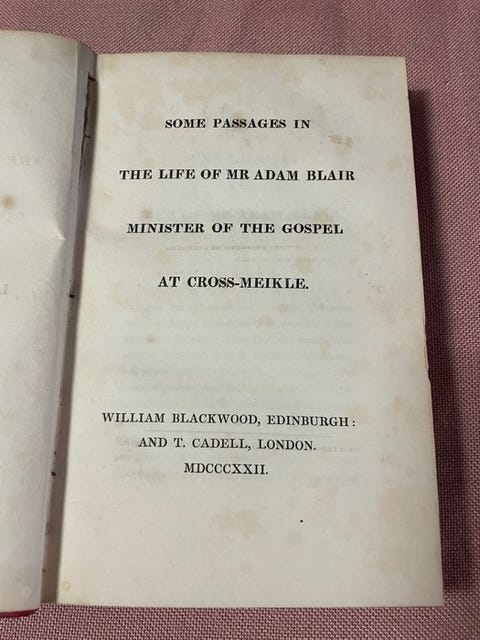 SOME PASSAGES IN
THE LIFE OF MR ADAM BLAIR
MINISTER OF THE GOSPEL
AT CROSS-MEIKLE.
WILLIAM BLACKWOOD, EDINBURGH:
AND T. CADELL, LONDON.
MDCCCXXII.